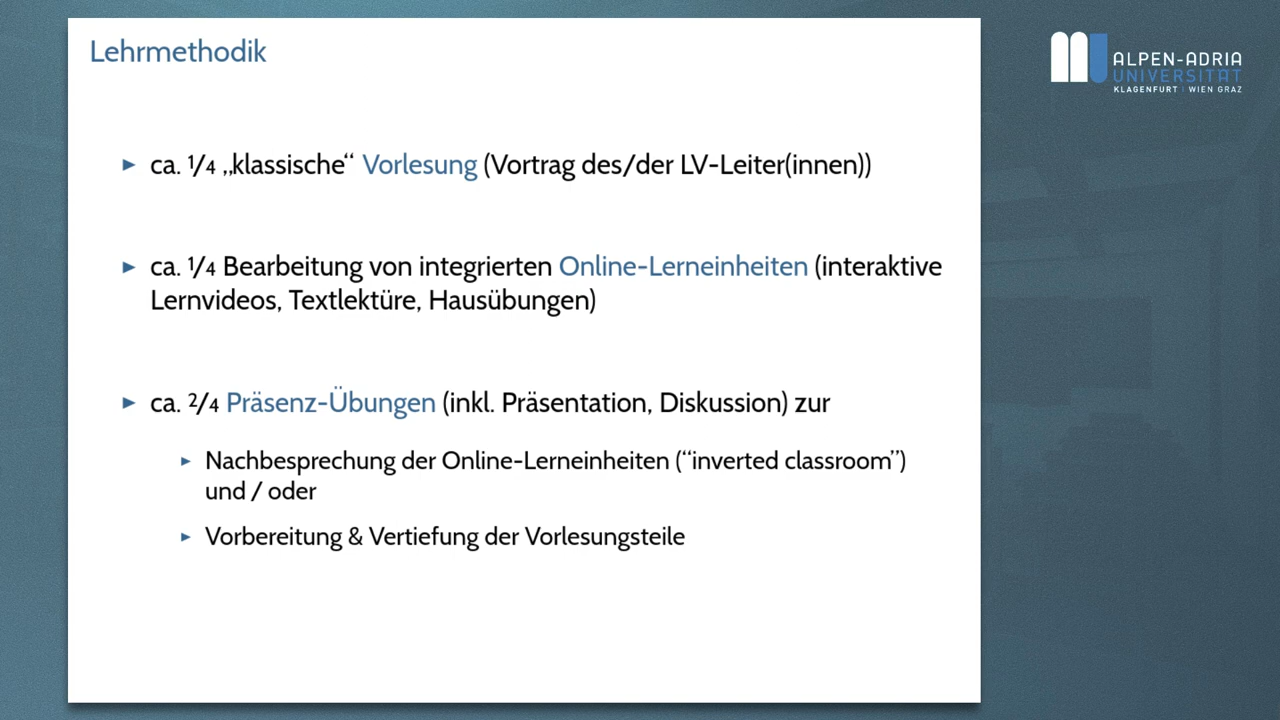 Lehrmethodik
ALPEN-ADRIA
UNIVERSITÄT
KLAGENFURT | WIEN GRAZ
► ca. ¼ „klassische“ Vorlesung (Vortrag des/der LV-Leiter(innen))
► ca. ¼ Bearbeitung von integrierten Online-Lerneinheiten (interaktive
Lernvideos, Textlektüre, Hausübungen)
► ca. 2/4 Präsenz-Übungen (inkl. Präsentation, Diskussion) zur
► Nachbesprechung der Online-Lerneinheiten (“inverted classroom”)
und / oder
► Vorbereitung & Vertiefung der Vorlesungsteile